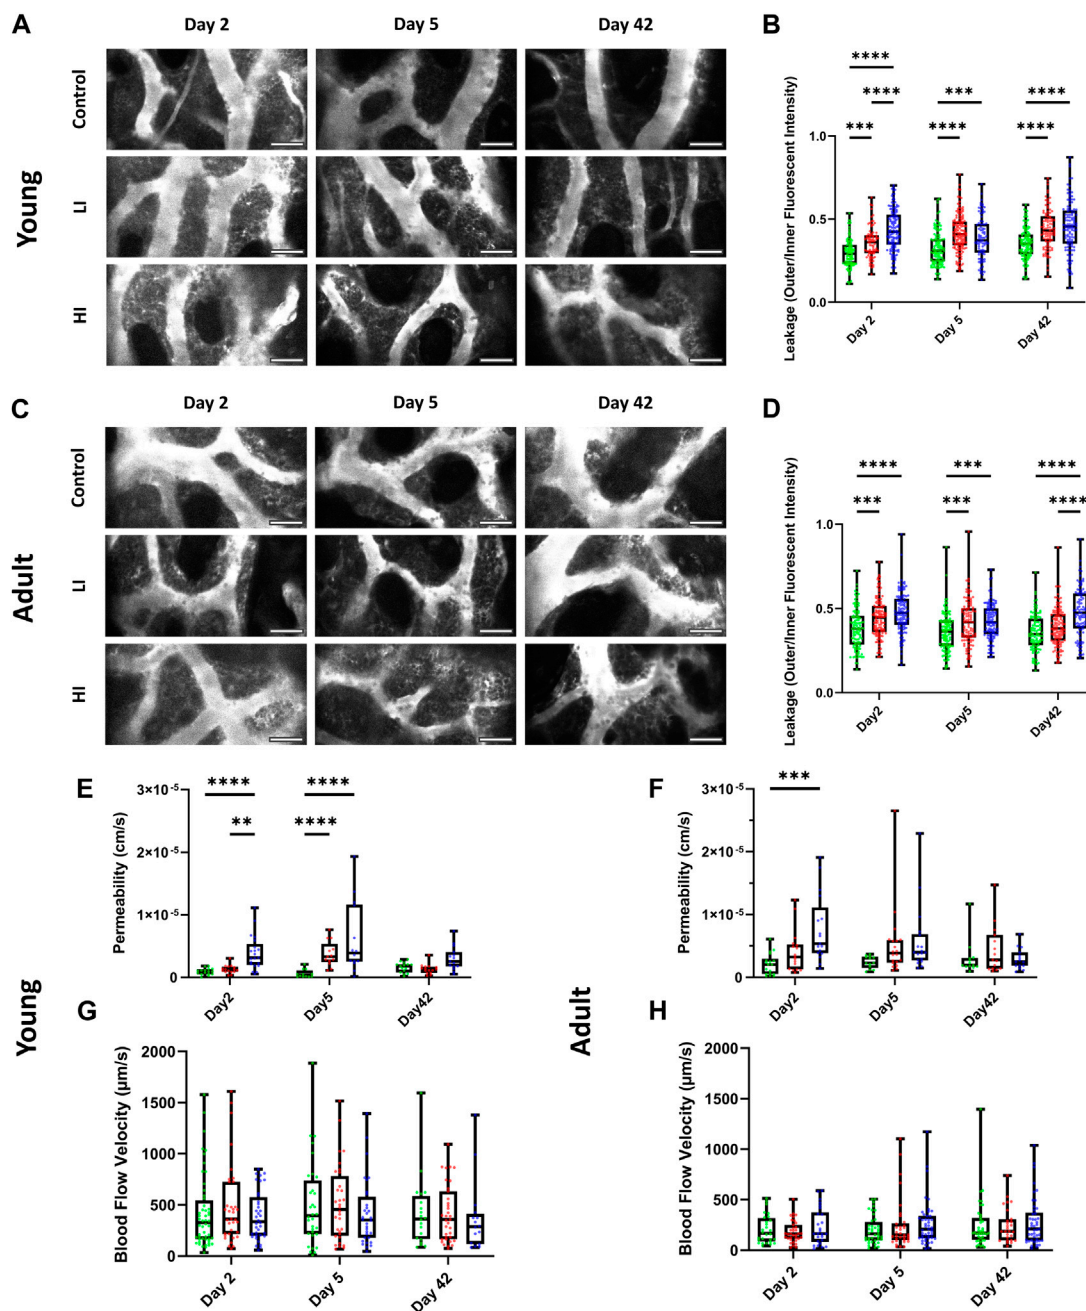 A
Day 2
Day 5
Day 42
Young
Control
LI
HI
B
Leakage (Outer/Inner Fluorescent Intensity)
1.0
0.5
0.0
**** 
****
***
***
****
****
****
Day 2
Day 5
Day 42
C
Day 2
Day 5
Day 42
Adult
Control
LI
HI
D
Leakage (Outer/Inner Fluorescent Intensity)
1.0
0.5
0.0
****
***
***
***
****
****
Day2
Day5
Day42
E
Permeability (cm/s)
3×10⁻⁵
2×10⁻⁵
1×10⁻⁵
0
****
**
****
****
Day2
Day5
Day42
F
Permeability (cm/s)
3×10⁻⁵
2×10⁻⁵
1×10⁻⁵
0
***
Day2
Day5
Day42
Young
G
Blood Flow Velocity (μm/s)
2000
1500
1000
500
0
Day 2
Day 5
Day 42
Adult
H
Blood Flow Velocity (μm/s)
2000
1500
1000
500
0
Day 2
Day 5
Day 42